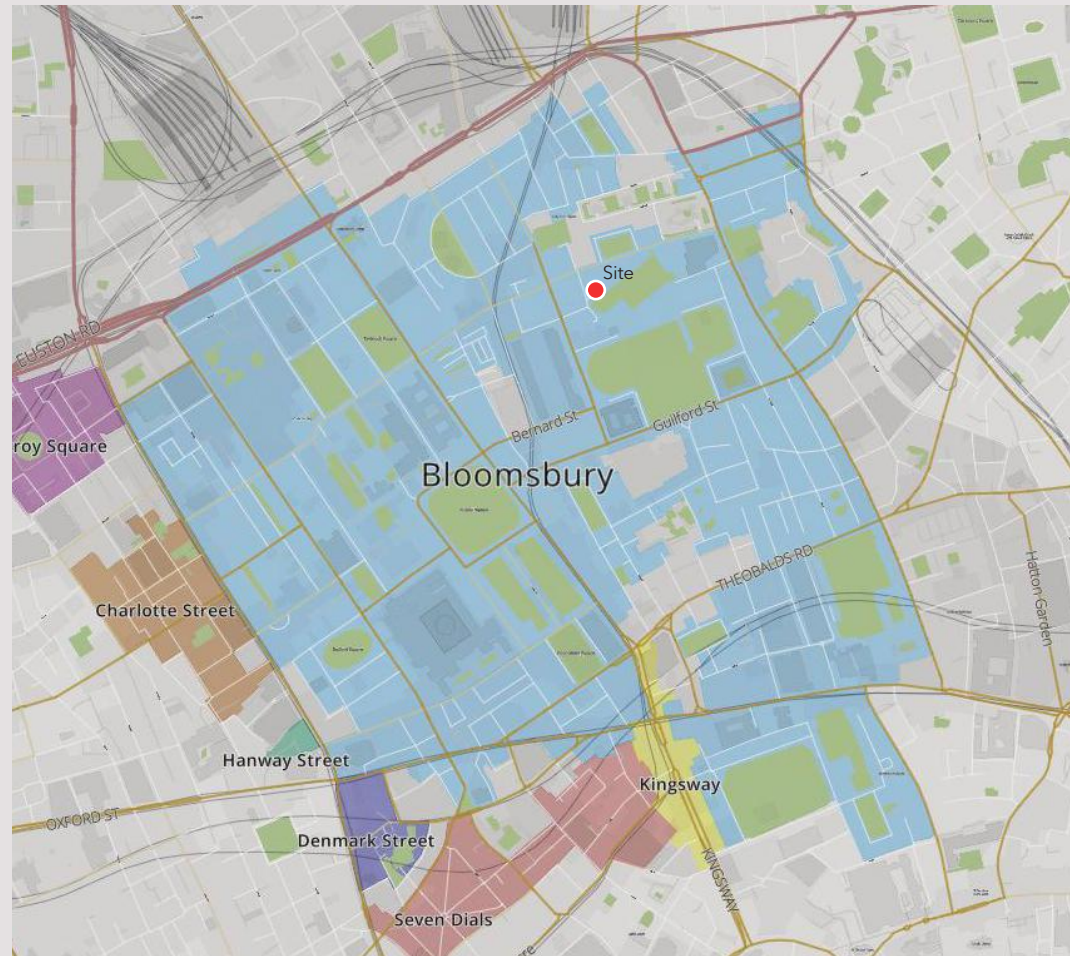 Site
EUSTON RD
roy Square
Bernard St
Guilford St
Bloomsbury
THEOBALDS RD
Hatton Garden
Charlotte Street
Hanway Street
Kingsway
OXFORD ST
Denmark Street
KINGSWAY
Seven Dials